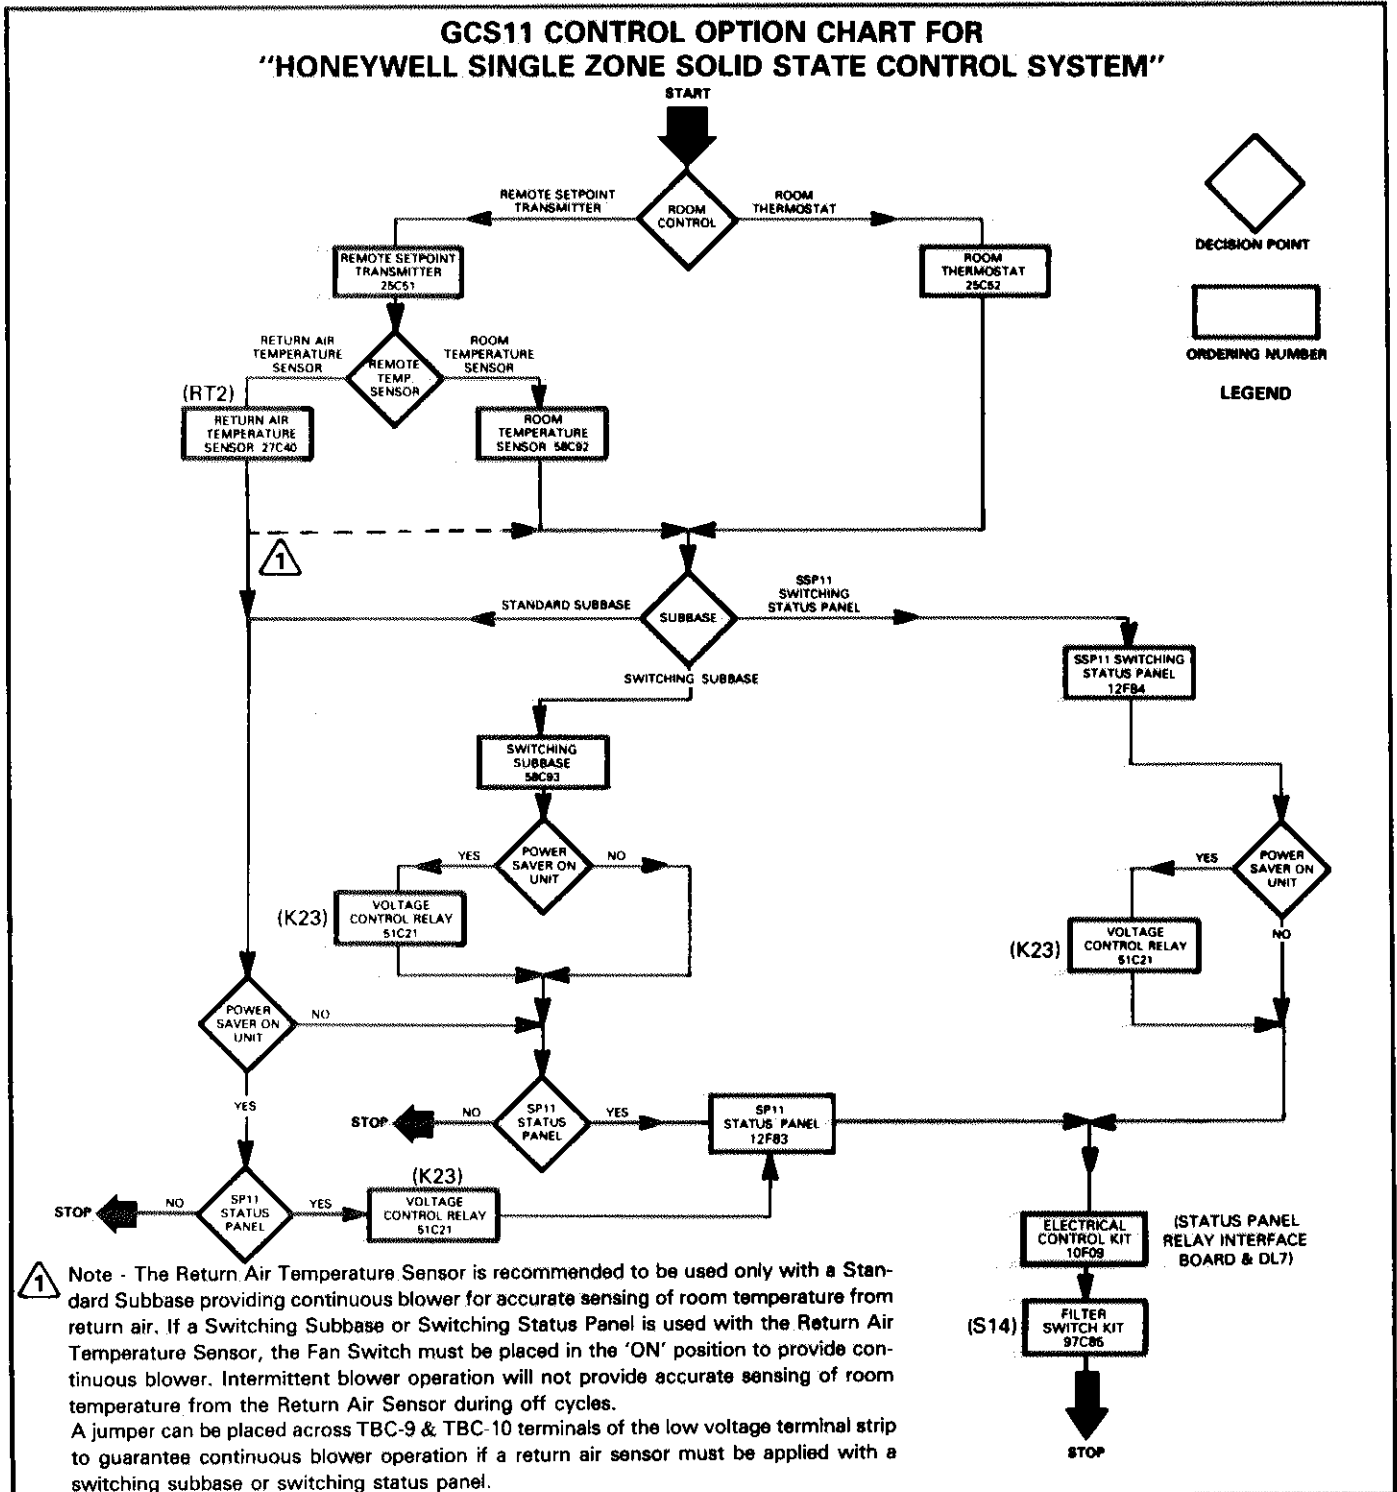 GCS11 CONTROL OPTION CHART FOR
"HONEYWELL SINGLE ZONE SOLID STATE CONTROL SYSTEM"
START
REMOTE SETPOINT
TRANSMITTER
ROOM
CONTROL
ROOM
THERMOSTAT
DECISION POINT
REMOTE SETPOINT
TRANSMITTER
25C51
ROOM
THERMOSTAT
25C52
ORDERING NUMBER
LEGEND
RETURN AIR
TEMPERATURE
SENSOR
REMOTE
TEMP.
SENSOR
ROOM
TEMPERATURE
SENSOR
(RT2)
RETURN AIR
TEMPERATURE
SENSOR 27C40
ROOM
TEMPERATURE
SENSOR 58C92
1
STANDARD SUBBASE
SUBBASE
SSP11
SWITCHING
STATUS PANEL
SWITCHING SUBBASE
SSP11 SWITCHING
STATUS PANEL
12F84
SWITCHING
SUBBASE
58C93
YES
POWER
SAVER ON
UNIT
NO
YES
POWER
SAVER ON
UNIT
NO
(K23)
VOLTAGE
CONTROL RELAY
51C21
(K23)
VOLTAGE
CONTROL RELAY
51C21
POWER
SAVER ON
UNIT
NO
YES
STOP
NO
SP11
STATUS
PANEL
YES
SP11
STATUS PANEL
12F83
STOP
NO
SP11
STATUS
PANEL
YES
(K23)
VOLTAGE
CONTROL RELAY
51C21
ELECTRICAL
CONTROL KIT
10F09
(STATUS PANEL
RELAY INTERFACE
BOARD & DL7)
(S14)
FILTER
SWITCH KIT
97C86
STOP
1
Note - The Return Air Temperature Sensor is recommended to be used only with a Stan-
dard Subbase providing continuous blower for accurate sensing of room temperature from
return air. If a Switching Subbase or Switching Status Panel is used with the Return Air
Temperature Sensor, the Fan Switch must be placed in the 'ON' position to provide con-
tinuous blower. Intermittent blower operation will not provide accurate sensing of room
temperature from the Return Air Sensor during off cycles.
A jumper can be placed across TBC-9 & TBC-10 terminals of the low voltage terminal strip
to guarantee continuous blower operation if a return air sensor must be applied with a
switching subbase or switching status panel.